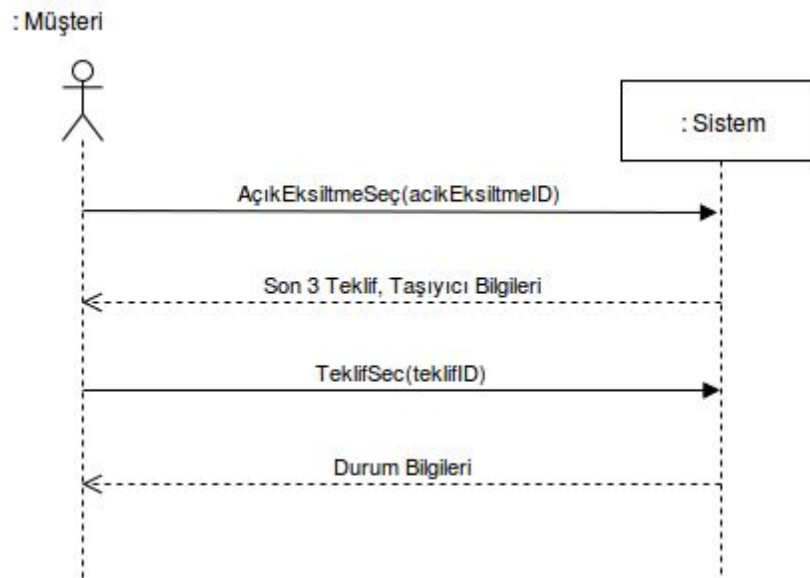 : Müşteri
: Sistem
AçıkEksiltmeSeç(acikEksiltmeID)
Son 3 Teklif, Taşıyıcı Bilgileri
TeklifSec(teklifID)
Durum Bilgileri